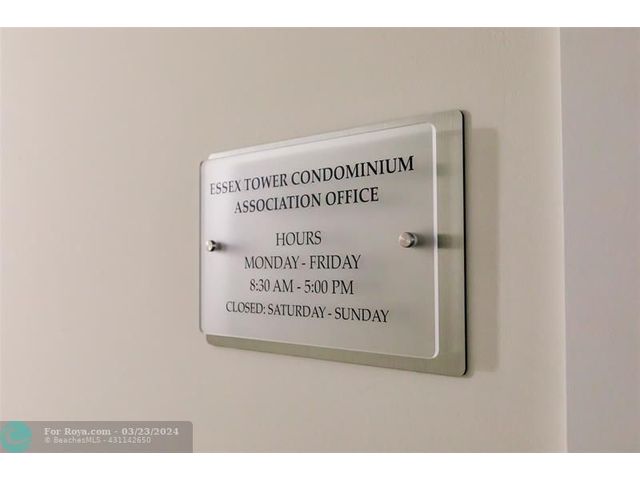 ESSEX TOWER CONDOMINIUM
ASSOCIATION OFFICE
HOURS
MONDAY - FRIDAY
8:30 AM - 5:00 PM
CLOSED: SATURDAY - SUNDAY
For Roya.com - 03/23/2024
© BeachesMLS - 431142650